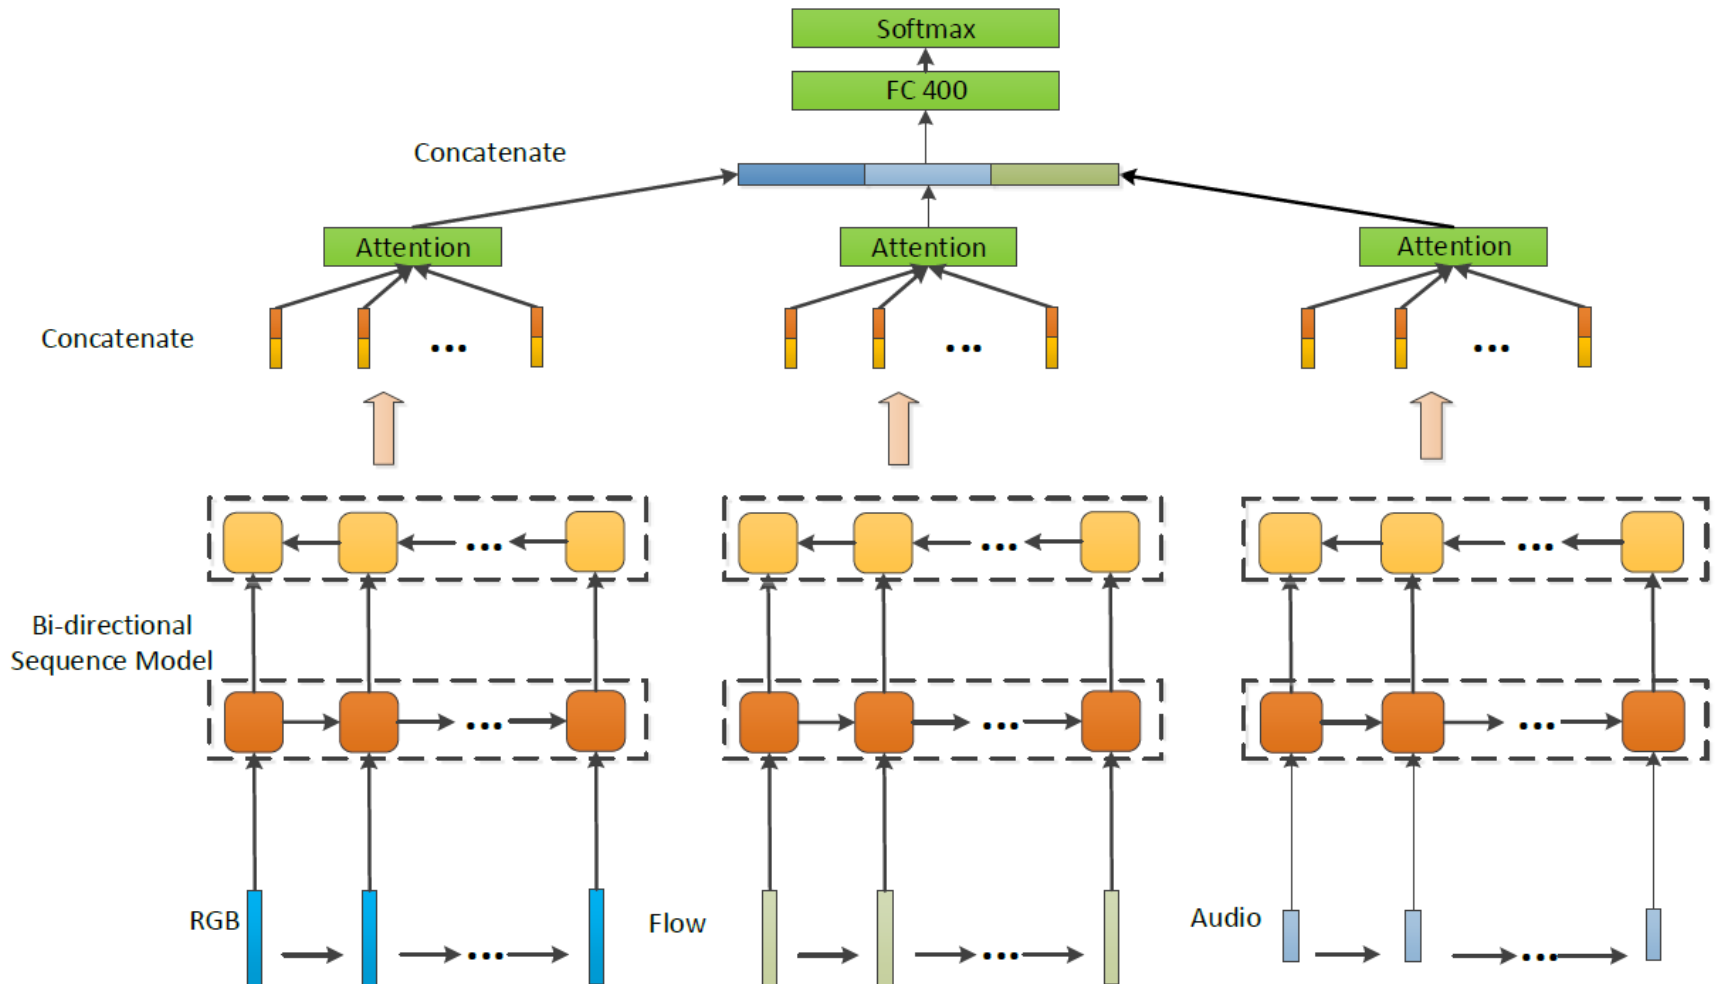 Softmax
FC 400
Concatenate
Attention
Attention
Attention
Concatenate
...
...
...
...
...
...
Bi-directional
Sequence Model
...
...
...
RGB
Flow
Audio
...
...
...